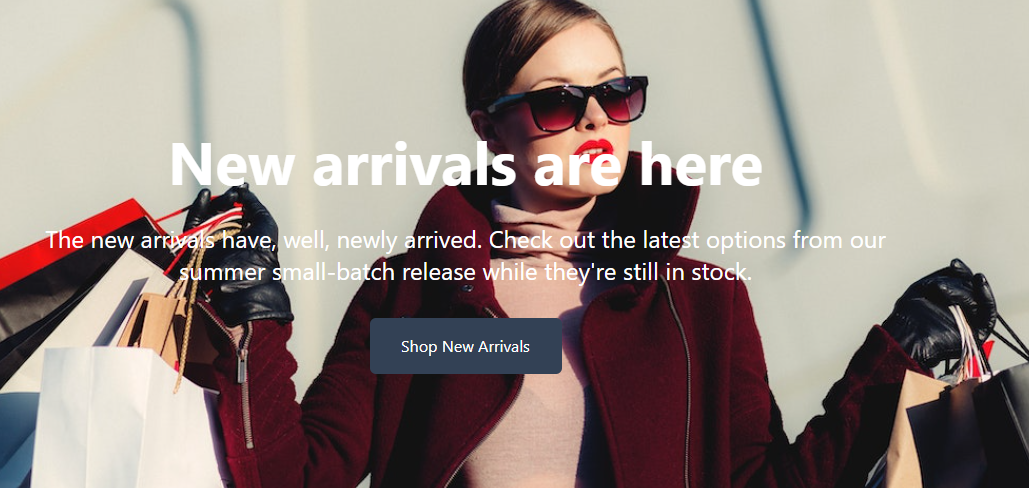 New arrivals are here
The new arrivals have, well, newly arrived. Check out the latest options from our
summer small-batch release while they're still in stock.
Shop New Arrivals